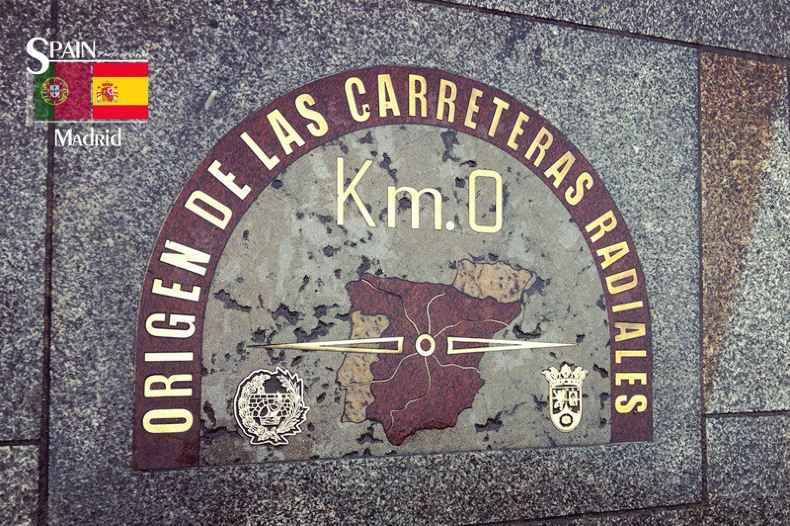 SPAIN
Madrid
ORIGEN DE LAS CARRETERAS RADIALES
Km. 0